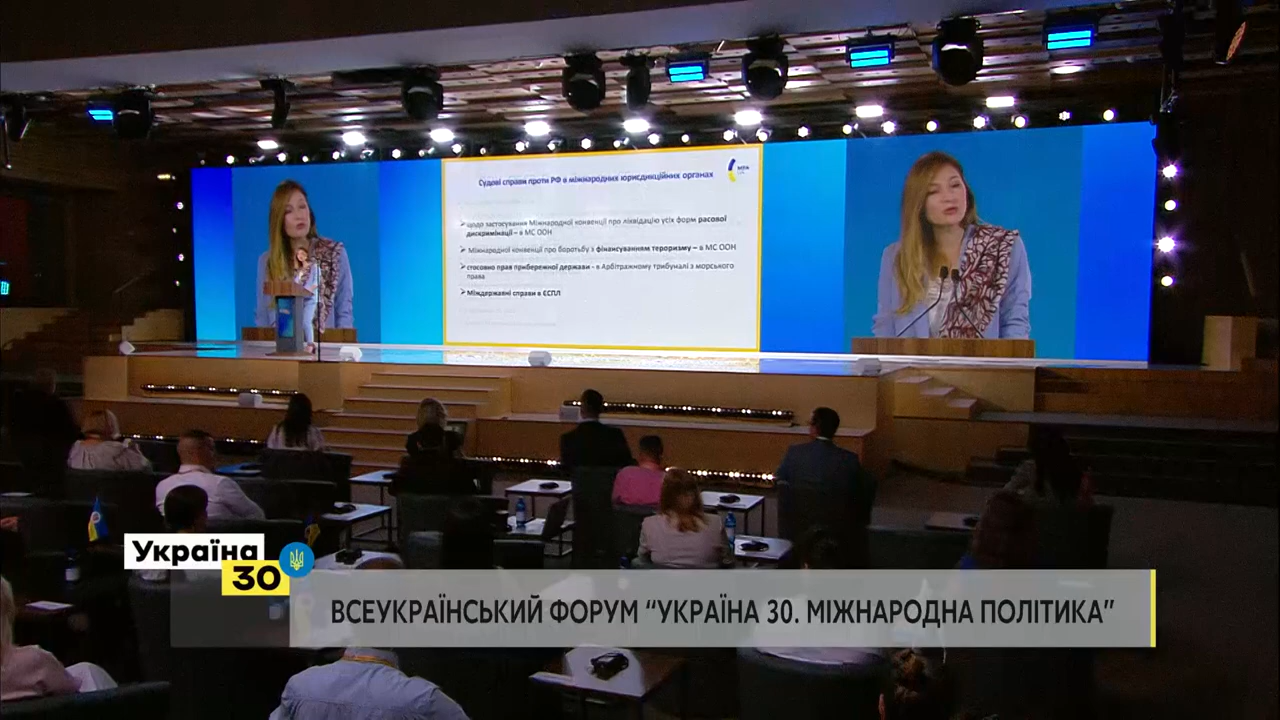 Судові справи проти РФ в міжнародних юрисдикційних органах
MFA
щодо застосування Міжнародної конвенції про ліквідацію усіх форм расової
дискримінації – в МС ООН
Міжнародної конвенції про боротьбу з фінансуванням тероризму – в МС ООН
стосовно прав прибережної держави - в Арбітражному трибуналі з морського
права
Міждержавні справи в ЄСПЛ
Україна
30
ВСЕУКРАЇНСЬКИЙ ФОРУМ “УКРАЇНА 30. МІЖНАРОДНА ПОЛІТИКА”